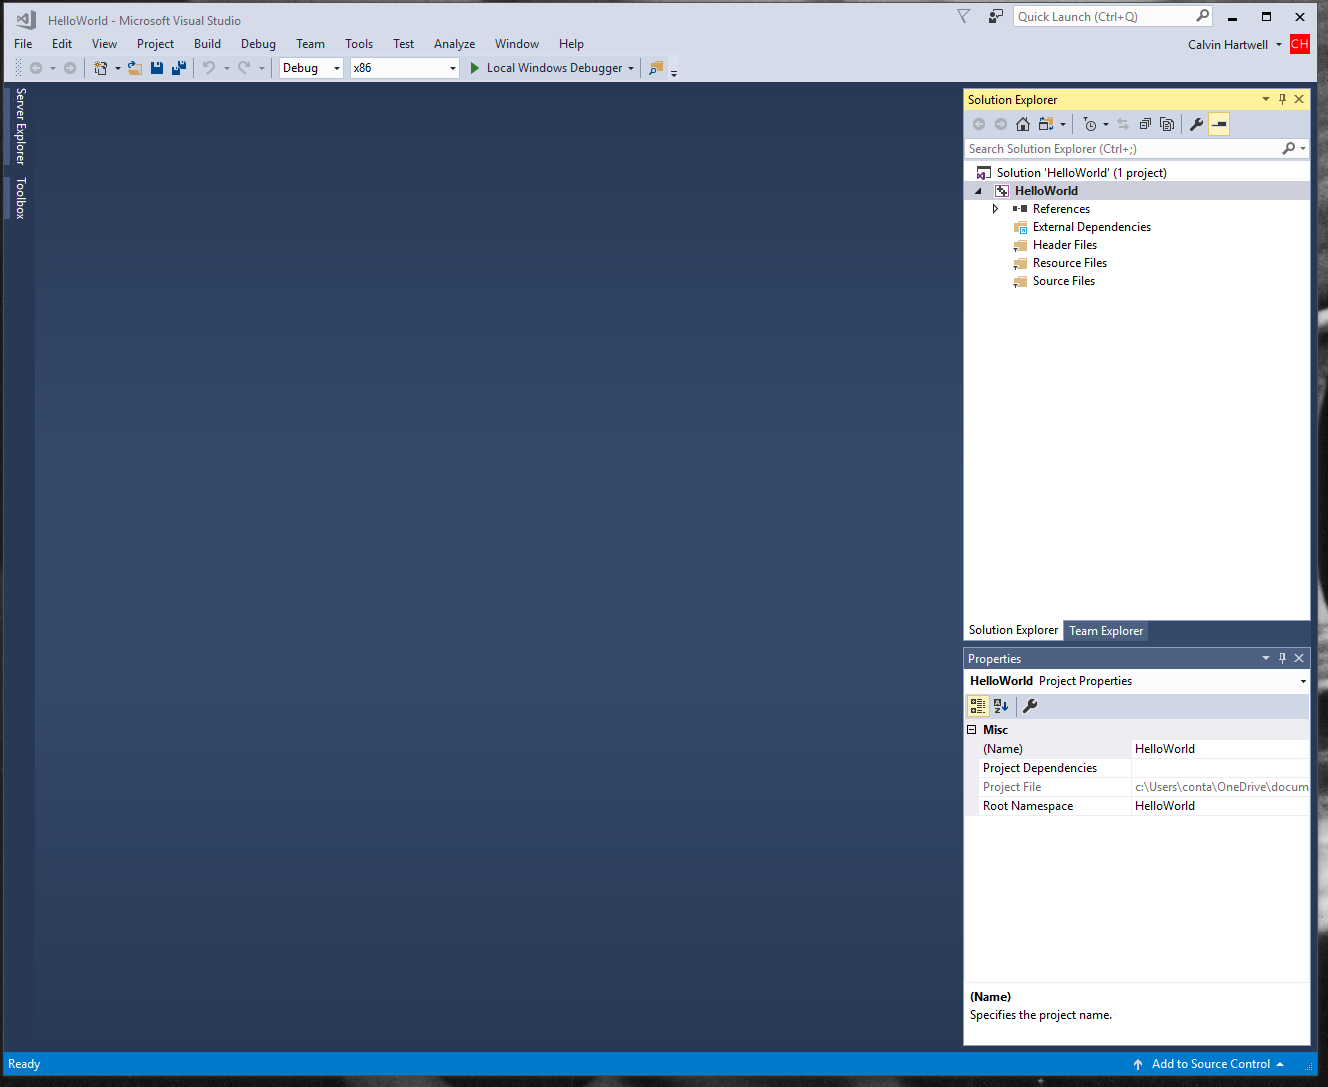 HelloWorld - Microsoft Visual Studio
Quick Launch (Ctrl+Q)
File Edit View Project Build Debug Team Tools Test Analyze Window Help
Calvin Hartwell CH
Debug x86 Local Windows Debugger
Server Explorer
Toolbox
Solution Explorer
Search Solution Explorer (Ctrl+;)
Solution 'HelloWorld' (1 project)
HelloWorld
References
External Dependencies
Header Files
Resource Files
Source Files
Solution Explorer Team Explorer
Properties
HelloWorld Project Properties
Misc
(Name) HelloWorld
Project Dependencies
Project File c:\Users\conta\OneDrive\docum
Root Namespace HelloWorld
(Name)
Specifies the project name.
Ready
Add to Source Control